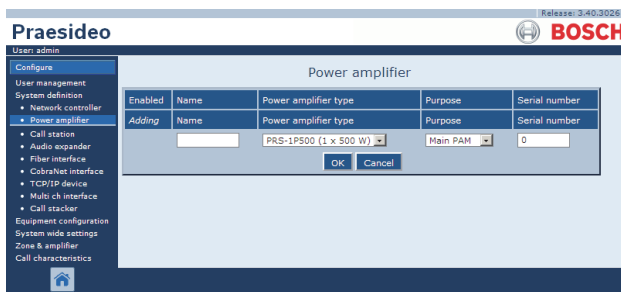 Release: 3.40.3026
Praesideo
BOSCH
User: admin
Configure
User management
System definition
• Network controller
• Power amplifier
• Call station
• Audio expander
• Fiber interface
• CobraNet interface
• TCP/IP device
• Multi ch interface
• Call stacker
Equipment configuration
System wide settings
Zone & amplifier
Call characteristics
Power amplifier
Enabled Name Power amplifier type Purpose Serial number
Adding Name Power amplifier type Purpose Serial number
PRS-1P500 (1 x 500 W) Main PAM 0
OK Cancel